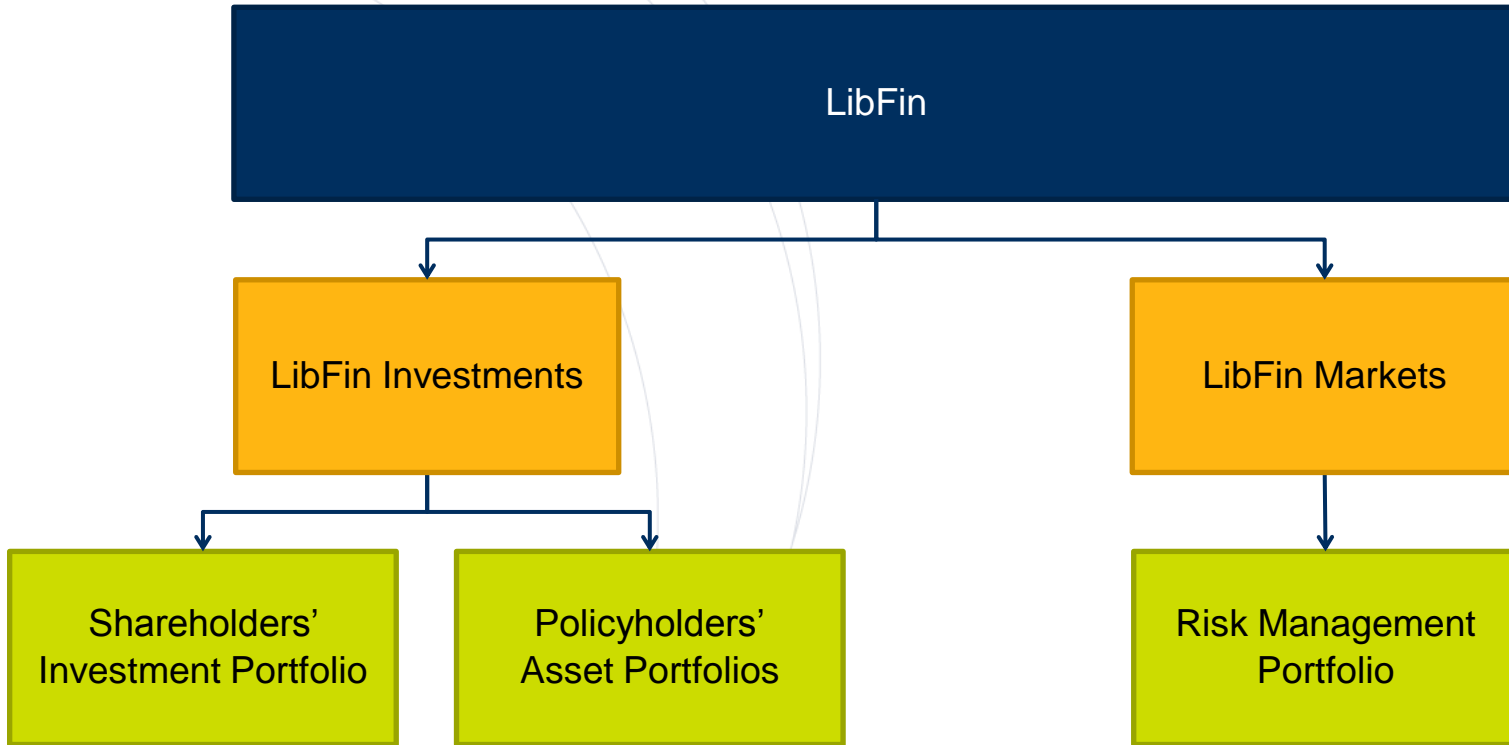 LibFin
LibFin Investments
LibFin Markets
Shareholders’
Investment Portfolio
Policyholders’
Asset Portfolios
Risk Management
Portfolio